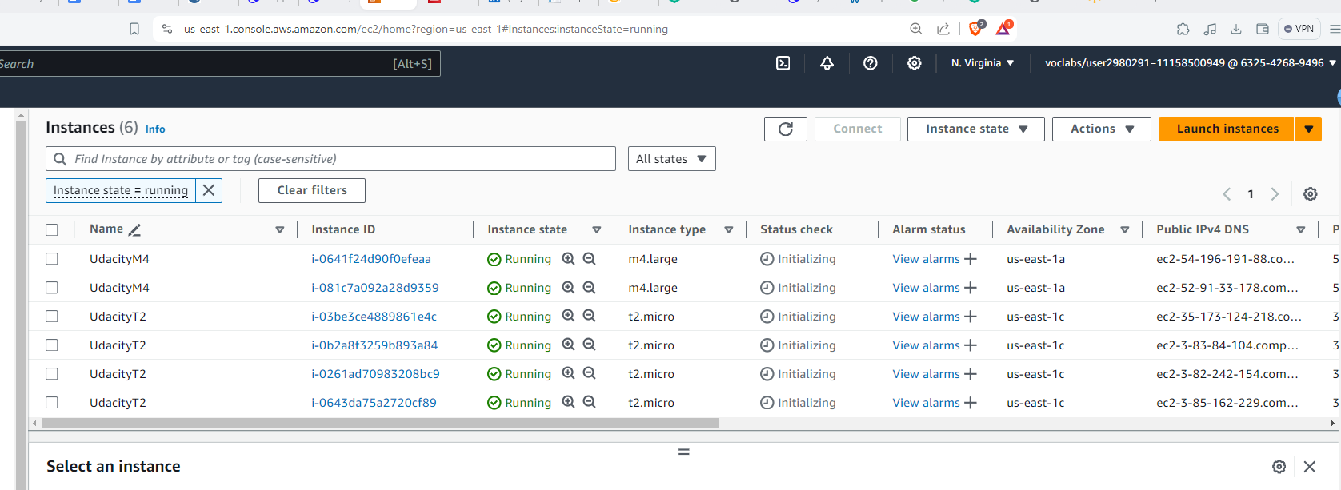 us-east-1.console.aws.amazon.com/ec2/home?region=us-east-1#Instances:instanceState=running
2
1
VPN
Search
[Alt+S]
N. Virginia
voclabs/user2980291=11158500949 @ 6325-4268-9496
Instances (6) Info
Connect
Instance state
Actions
Launch instances
Find Instance by attribute or tag (case-sensitive)
All states
Instance state = running
Clear filters
1
Name Instance ID Instance state Instance type Status check Alarm status Availability Zone Public IPv4 DNS P
UdacityM4 i-0641f24d90f0efeaa Running m4.large Initializing View alarms us-east-1a ec2-54-196-191-88.co... 5
UdacityM4 i-081c7a092a28d9359 Running m4.large Initializing View alarms us-east-1a ec2-52-91-33-178.com... 5
UdacityT2 i-03be3ce4889861e4c Running t2.micro Initializing View alarms us-east-1c ec2-35-173-124-218.co... 3
UdacityT2 i-0b2a8f3259b893a84 Running t2.micro Initializing View alarms us-east-1c ec2-3-83-84-104.comp... 3
UdacityT2 i-0261ad70983208bc9 Running t2.micro Initializing View alarms us-east-1c ec2-3-82-242-154.com... 3
UdacityT2 i-0643da75a2720cf89 Running t2.micro Initializing View alarms us-east-1c ec2-3-85-162-229.com... 3
Select an instance